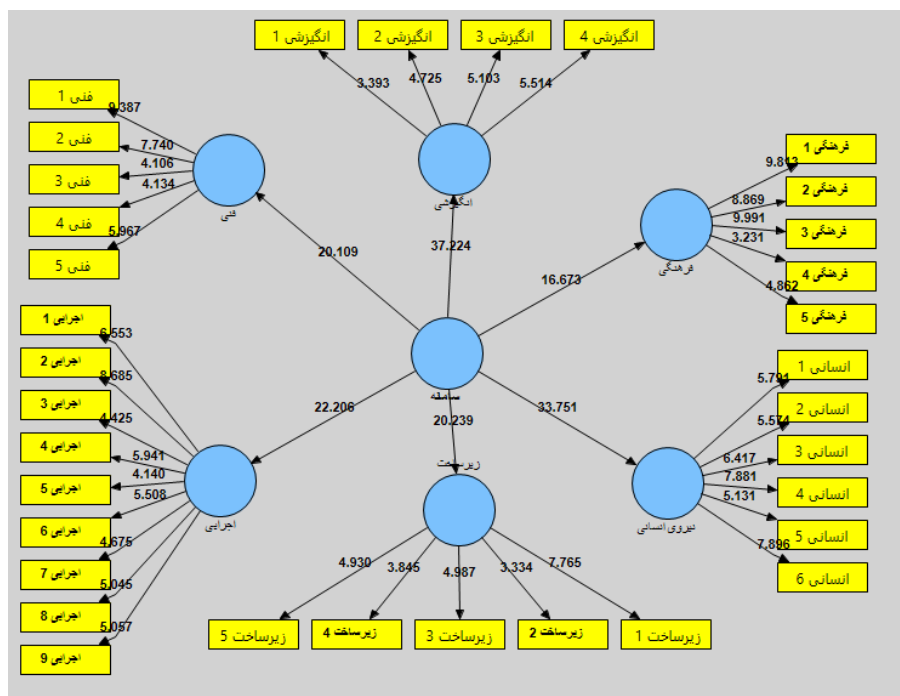 انگیزشی 1
انگیزشی 2
انگیزشی 3
انگیزشی 4
3.393
4.725
5.103
5.514
انگیزشی
فنی 1
فنی 2
فنی 3
فنی 4
فنی 5
9.387
7.740
4.106
4.134
5.967
فنی
فرهنگی 1
فرهنگی 2
فرهنگی 3
فرهنگی 4
فرهنگی 5
9.813
8.869
9.991
3.231
4.862
فرهنگی
20.109
37.224
16.673
سامانه
22.206
20.239
33.751
اجرایی 1
اجرایی 2
اجرایی 3
اجرایی 4
اجرایی 5
اجرایی 6
اجرایی 7
اجرایی 8
اجرایی 9
6.553
8.685
4.425
5.941
4.140
5.508
4.675
5.045
5.057
اجرایی
انسانی 1
انسانی 2
انسانی 3
انسانی 4
انسانی 5
انسانی 6
5.791
5.574
6.417
7.881
5.131
7.896
نیروی انسانی
زیرساخت
4.930
3.845
4.987
3.334
7.765
زیرساخت 5
زیرساخت 4
زیرساخت 3
زیرساخت 2
زیرساخت 1